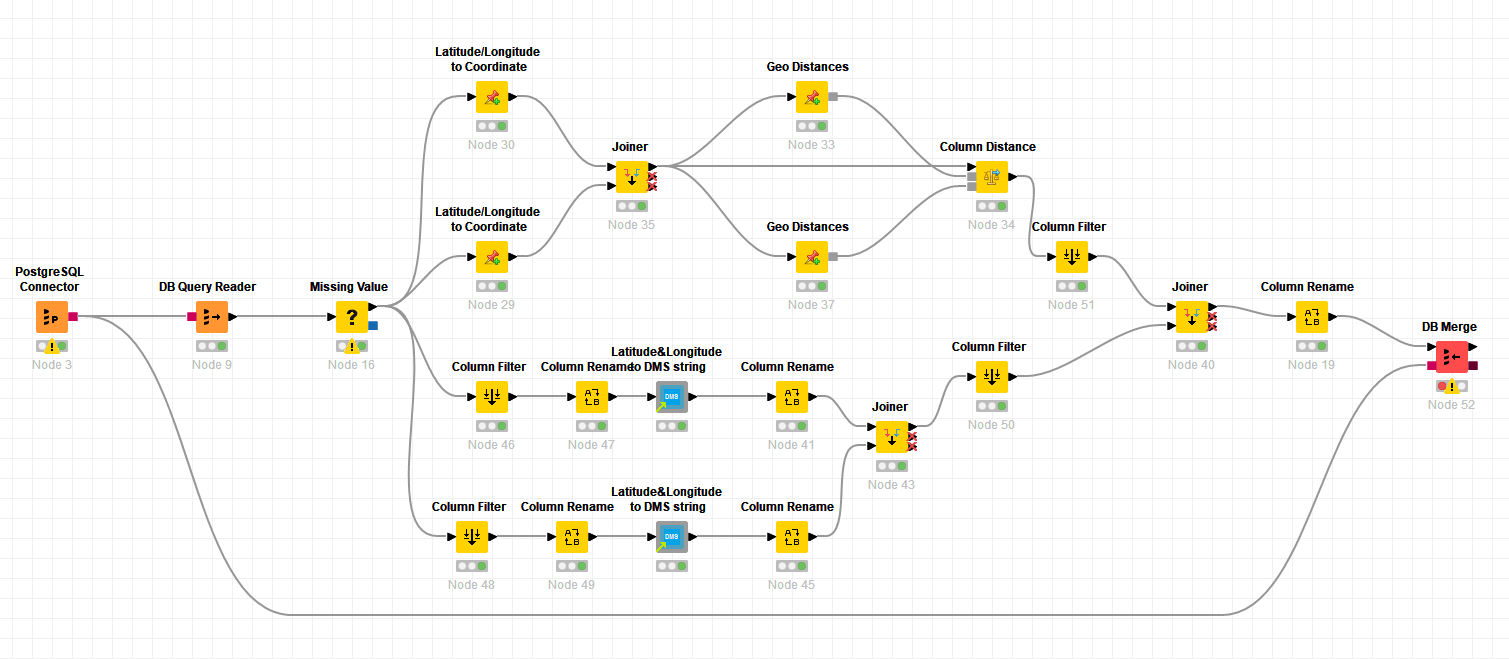 Latitude/Longitude
to Coordinate
Node 30
Geo Distances
Node 33
Joiner
Node 35
Column Distance
Node 34
Latitude/Longitude
to Coordinate
Node 29
Geo Distances
Node 37
Column Filter
Node 51
PostgreSQL
Connector
P
Node 3
DB Query Reader
Node 9
Missing Value
?
Node 16
Joiner
Node 40
Column Rename
A
B
Node 19
DB Merge
Node 52
Column Filter
Node 46
Column Rename
A
B
Node 47
Latitude&Longitude
to DMS string
DMS
Column Rename
A
B
Node 41
Joiner
Node 43
Column Filter
Node 50
Column Filter
Node 48
Column Rename
A
B
Node 49
Latitude&Longitude
to DMS string
DMS
Column Rename
A
B
Node 45